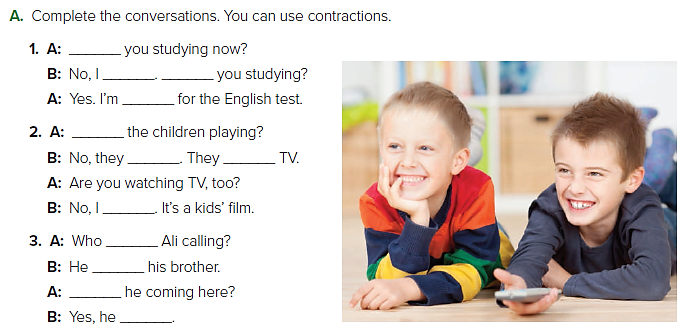 A. Complete the conversations. You can use contractions.
1. A: _______ you studying now?
B: No, I _______. _______ you studying?
A: Yes. I'm _______ for the English test.
2. A: _______ the children playing?
B: No, they _______. They _______ TV.
A: Are you watching TV, too?
B: No, I _______. It's a kids' film.
3. A: Who _______ Ali calling?
B: He _______ his brother.
A: _______ he coming here?
B: Yes, he _______.